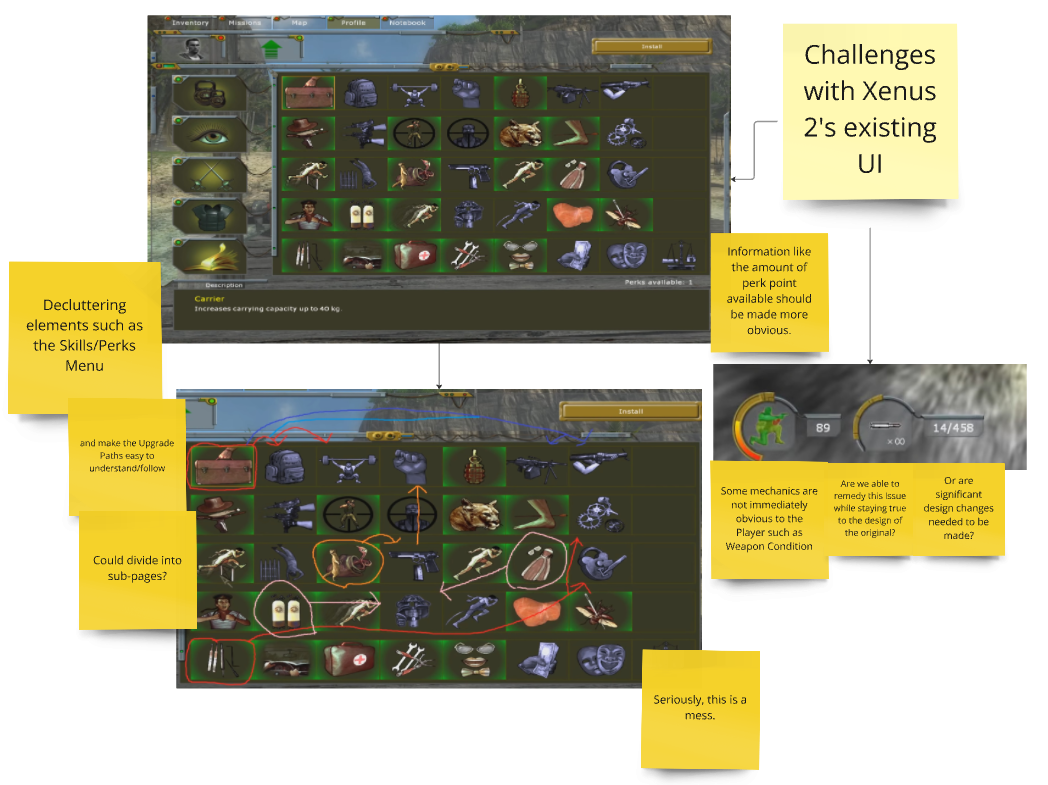 Inventory
Missions
Map
Profile
Notebook
Install
Challenges
with Xenus
2's existing
UI
Description
Perks available: 1
Carrier
Increases carrying capacity up to 40 kg.
Information like
the amount of
perk point
available should
be made more
obvious.
Decluttering
elements such as
the Skills/Perks
Menu
and make the Upgrade
Paths easy to
understand/follow
Could divide into
sub-pages?
Install
89
×∞
14/458
Some mechanics are
not immediately
obvious to the
Player such as
Weapon Condition
Are we able to
remedy this issue
while staying true
to the design of
the original?
Or are
significant
design changes
needed to be
made?
Seriously, this is a
mess.